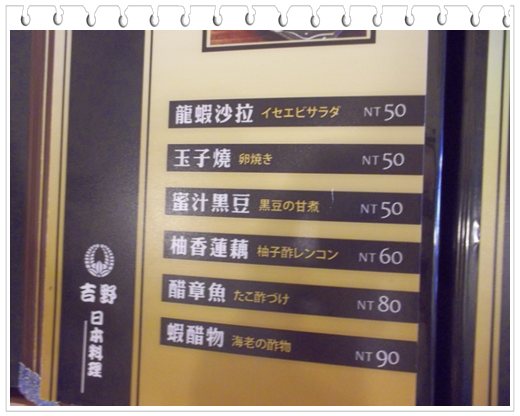 龍蝦沙拉 イセエビサラダ NT 50
玉子燒 卵焼き NT 50
蜜汁黑豆 黒豆の甘煮 NT 50
柚香蓮藕 柚子酢レンコン NT 60
醋章魚 たこ酢づけ NT 80
蝦醋物 海老の酢物 NT 90
吉野
日本料理